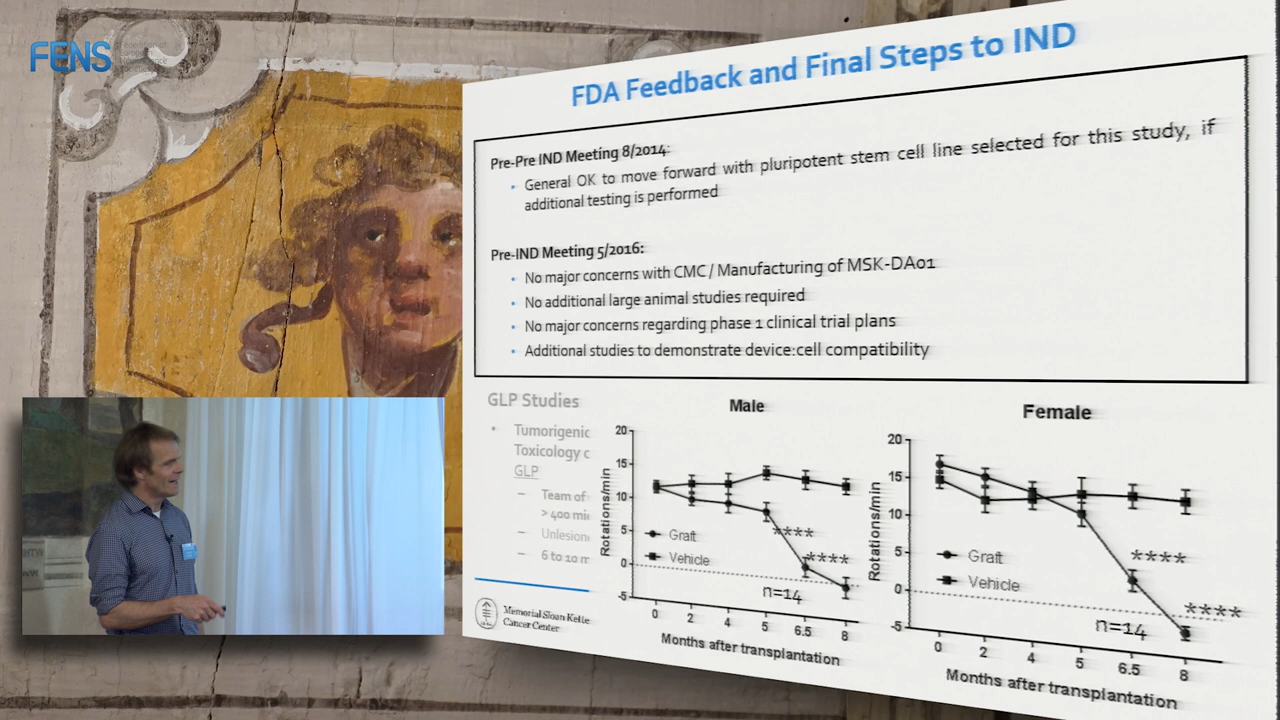 FENS
FDA Feedback and Final Steps to IND
Pre-Pre IND Meeting 8/2014:
• General OK to move forward with pluripotent stem cell line selected for this study, if
additional testing is performed
Pre-IND Meeting 5/2016:
• No major concerns with CMC / Manufacturing of MSK-DA01
• No additional large animal studies required
• No major concerns regarding phase 1 clinical trial plans
• Additional studies to demonstrate device:cell compatibility
GLP Studies
• Tumorigenic
Toxicology
GLP
– Team of
> 400
–
– 6 to 10
Memorial Sloan Kette
Cancer Center
Male
Rotations/min
20
15
10
5
0
-5
Graft
Vehicle
****
****
n=14
0 2 4 5 6.5 8
Months after transplantation
Female
Rotations/min
20
15
10
5
0
-5
Graft
Vehicle
****
****
n=14
0 2 4 5 6.5 8
Months after transplantation